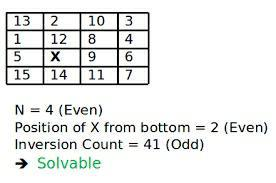 13 2 10 3
1 12 8 4
5 X 9 6
15 14 11 7
N = 4 (Even)
Position of X from bottom = 2 (Even)
Inversion Count = 41 (Odd)
➔ Solvable